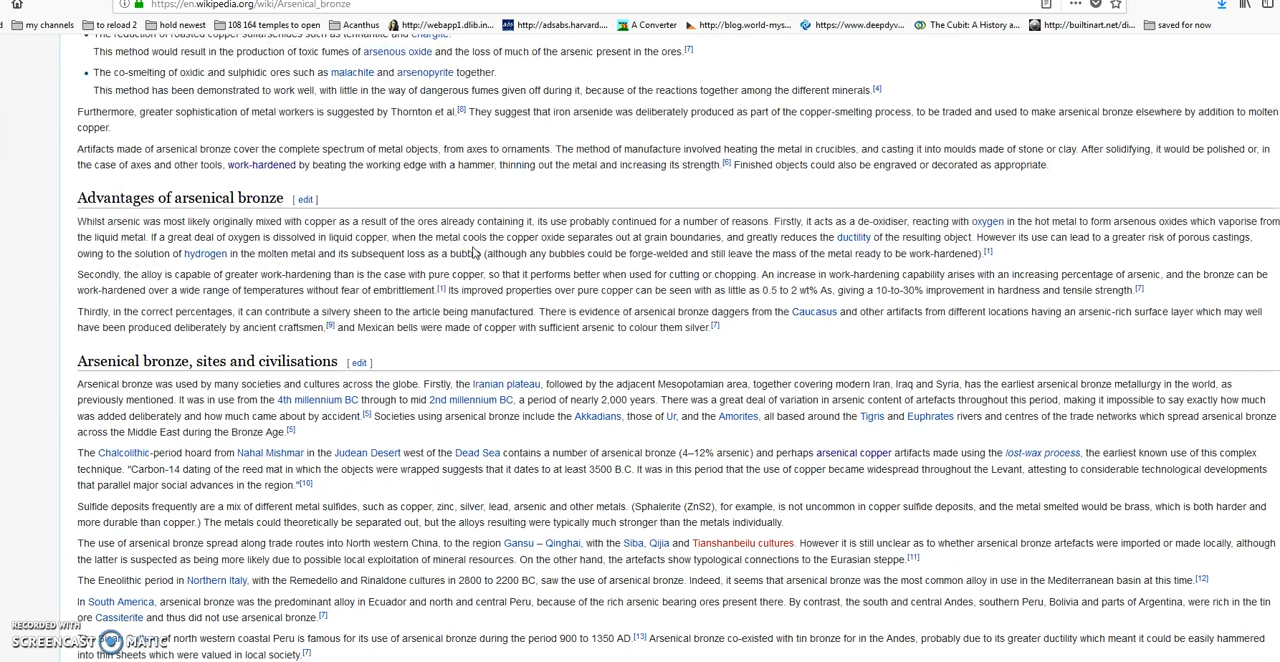 https://en.wikipedia.org/wiki/Arsenical_bronze
my channels to reload 2 hold newest 108 164 temples to open Acanthus http://webapp1.dlib.in... http://adsabs.harvard.... A Converter http://blog.world-mys... https://www.deepdyv... The Cubit: A history a... http://builtinart.net/di... saved for now
This method would result in the production of toxic fumes of arsenous oxide and the loss of much of the arsenic present in the ores.[7]
• The co-smelting of oxidic and sulphidic ores such as malachite and arsenopyrite together.
This method has been demonstrated to work well, with little in the way of dangerous fumes given off during it, because of the reactions together among the different minerals.[4]
Furthermore, greater sophistication of metal workers is suggested by Thornton et al.[8] They suggest that iron arsenide was deliberately produced as part of the copper-smelting process, to be traded and used to make arsenical bronze elsewhere by addition to molten
copper.
Artifacts made of arsenical bronze cover the complete spectrum of metal objects, from axes to ornaments. The method of manufacture involved heating the metal in crucibles, and casting it into moulds made of stone or clay. After solidifying, it would be polished or, in
the case of axes and other tools, work-hardened by beating the working edge with a hammer, thinning out the metal and increasing its strength.[6] Finished objects could also be engraved or decorated as appropriate.
Advantages of arsenical bronze [ edit ]
Whilst arsenic was most likely originally mixed with copper as a result of the ores already containing it, its use probably continued for a number of reasons. Firstly, it acts as a de-oxidiser, reacting with oxygen in the hot metal to form arsenous oxides which vaporise from
the liquid metal. If a great deal of oxygen is dissolved in liquid copper, when the metal cools the copper oxide separates out at grain boundaries, and greatly reduces the ductility of the resulting object. However its use can lead to a greater risk of porous castings,
owing to the solution of hydrogen in the molten metal and its subsequent loss as a bubble (although any bubbles could be forge-welded and still leave the mass of the metal ready to be work-hardened).[1]
Secondly, the alloy is capable of greater work-hardening than is the case with pure copper, so that it performs better when used for cutting or chopping. An increase in work-hardening capability arises with an increasing percentage of arsenic, and the bronze can be
work-hardened over a wide range of temperatures without fear of embrittlement.[1] Its improved properties over pure copper can be seen with as little as 0.5 to 2 wt% As, giving a 10-to-30% improvement in hardness and tensile strength.[7]
Thirdly, in the correct percentages, it can contribute a silvery sheen to the article being manufactured. There is evidence of arsenical bronze daggers from the Caucasus and other artifacts from different locations having an arsenic-rich surface layer which may well
have been produced deliberately by ancient craftsmen,[9] and Mexican bells were made of copper with sufficient arsenic to colour them silver.[7]
Arsenical bronze, sites and civilisations [ edit ]
Arsenical bronze was used by many societies and cultures across the globe. Firstly, the Iranian plateau, followed by the adjacent Mesopotamian area, together covering modern Iran, Iraq and Syria, has the earliest arsenical bronze metallurgy in the world, as
previously mentioned. It was in use from the 4th millennium BC through to mid 2nd millennium BC, a period of nearly 2,000 years. There was a great deal of variation in arsenic content of artefacts throughout this period, making it impossible to say exactly how much
was added deliberately and how much came about by accident.[5] Societies using arsenical bronze include the Akkadians, those of Ur, and the Amorites, all based around the Tigris and Euphrates rivers and centres of the trade networks which spread arsenical bronze
across the Middle East during the Bronze Age.[5]
The Chalcolithic-period hoard from Nahal Mishmar in the Judean Desert west of the Dead Sea contains a number of arsenical bronze (4–12% arsenic) and perhaps arsenical copper artifacts made using the lost-wax process, the earliest known use of this complex
technique. "Carbon-14 dating of the reed mat in which the objects were wrapped suggests that it dates to at least 3500 B.C. It was in this period that the use of copper became widespread throughout the Levant, attesting to considerable technological developments
that parallel major social advances in the region."[10]
Sulfide deposits frequently are a mix of different metal sulfides, such as copper, zinc, silver, lead, arsenic and other metals. (Sphalerite (ZnS2), for example, is not uncommon in copper sulfide deposits, and the metal smelted would be brass, which is both harder and
more durable than copper.) The metals could theoretically be separated out, but the alloys resulting were typically much stronger than the metals individually.
The use of arsenical bronze spread along trade routes into North western China, to the region Gansu – Qinghai, with the Siba, Qijia and Tianshanbeilu cultures. However it is still unclear as to whether arsenical bronze artefacts were imported or made locally, although
the latter is suspected as being more likely due to possible local exploitation of mineral resources. On the other hand, the artefacts show typological connections to the Eurasian steppe.[11]
The Eneolithic period in Northern Italy, with the Remedello and Rinaldone cultures in 2800 to 2200 BC, saw the use of arsenical bronze. Indeed, it seems that arsenical bronze was the most common alloy in use in the Mediterranean basin at this time.[12]
In South America, arsenical bronze was the predominant alloy in Ecuador and north and central Peru, because of the rich arsenic bearing ores present there. By contrast, the south and central Andes, southern Peru, Bolivia and parts of Argentina, were rich in the tin
ore Cassiterite and thus did not use arsenical bronze.[7]
of north western coastal Peru is famous for its use of arsenical bronze during the period 900 to 1350 AD.[13] Arsenical bronze co-existed with tin bronze for in the Andes, probably due to its greater ductility which meant it could be easily hammered
into thin sheets which were valued in local society.[7]
RECORDED WITH
SCREENCAST MATIC